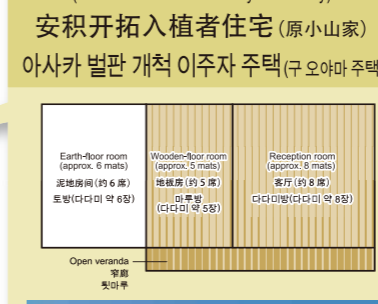 安积开拓入植者住宅(原小山家)
아사카 벌판 개척 이주자 주택(구 오야마 주택
Earth-floor room
(approx. 6 mats)
泥地房间(约6席)
토방(다다미 약 6장)
Wooden-floor room
(approx. 5 mats)
地板房(约5席)
마루방
(다다미 약 5장)
Reception room
(approx. 8 mats)
客厅(约8席)
다다미방(다다미 약 8장)
Open veranda
窄廊
툇마루